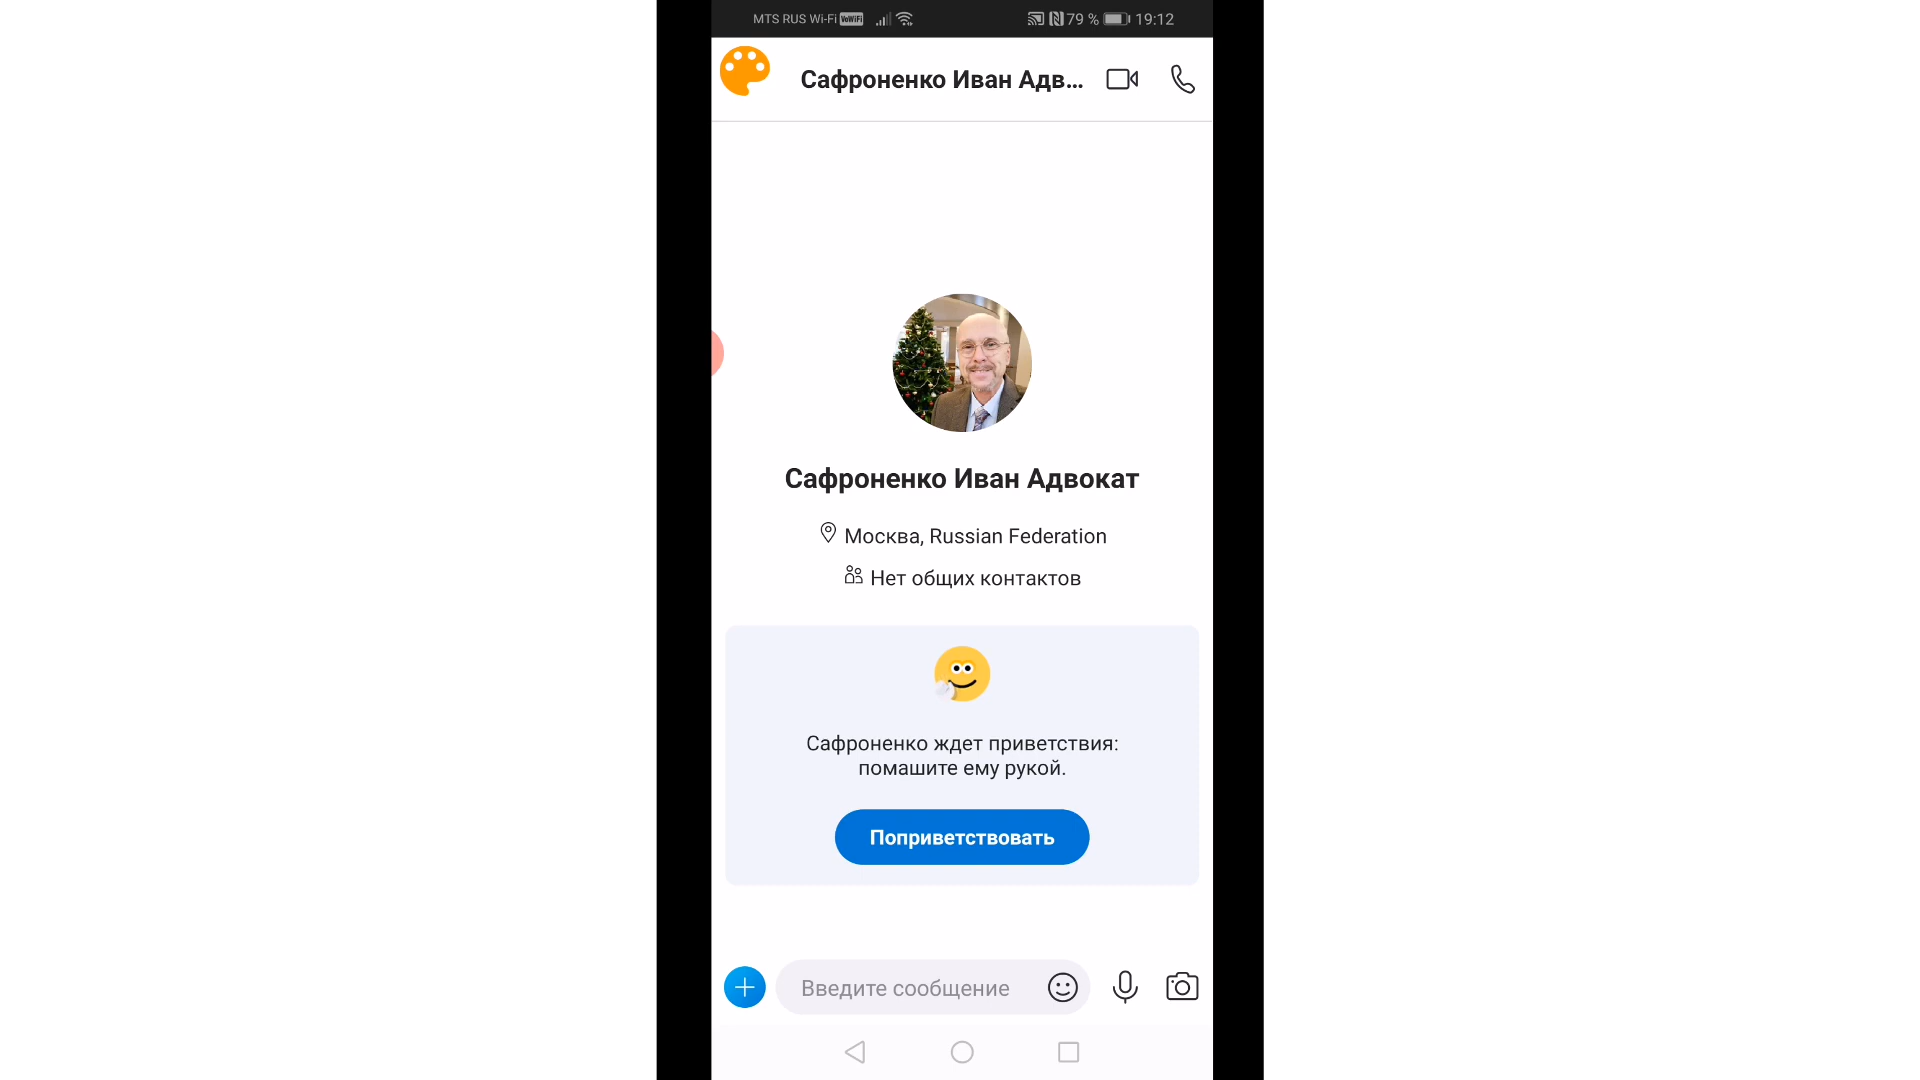 MTS RUS Wi-Fi VoWiFi 79 % 19:12
Сафроненко Иван Адв...
Сафроненко Иван Адвокат
Москва, Russian Federation
Нет общих контактов
Сафроненко ждет приветствия:
помашите ему рукой.
Поприветствовать
Введите сообщение